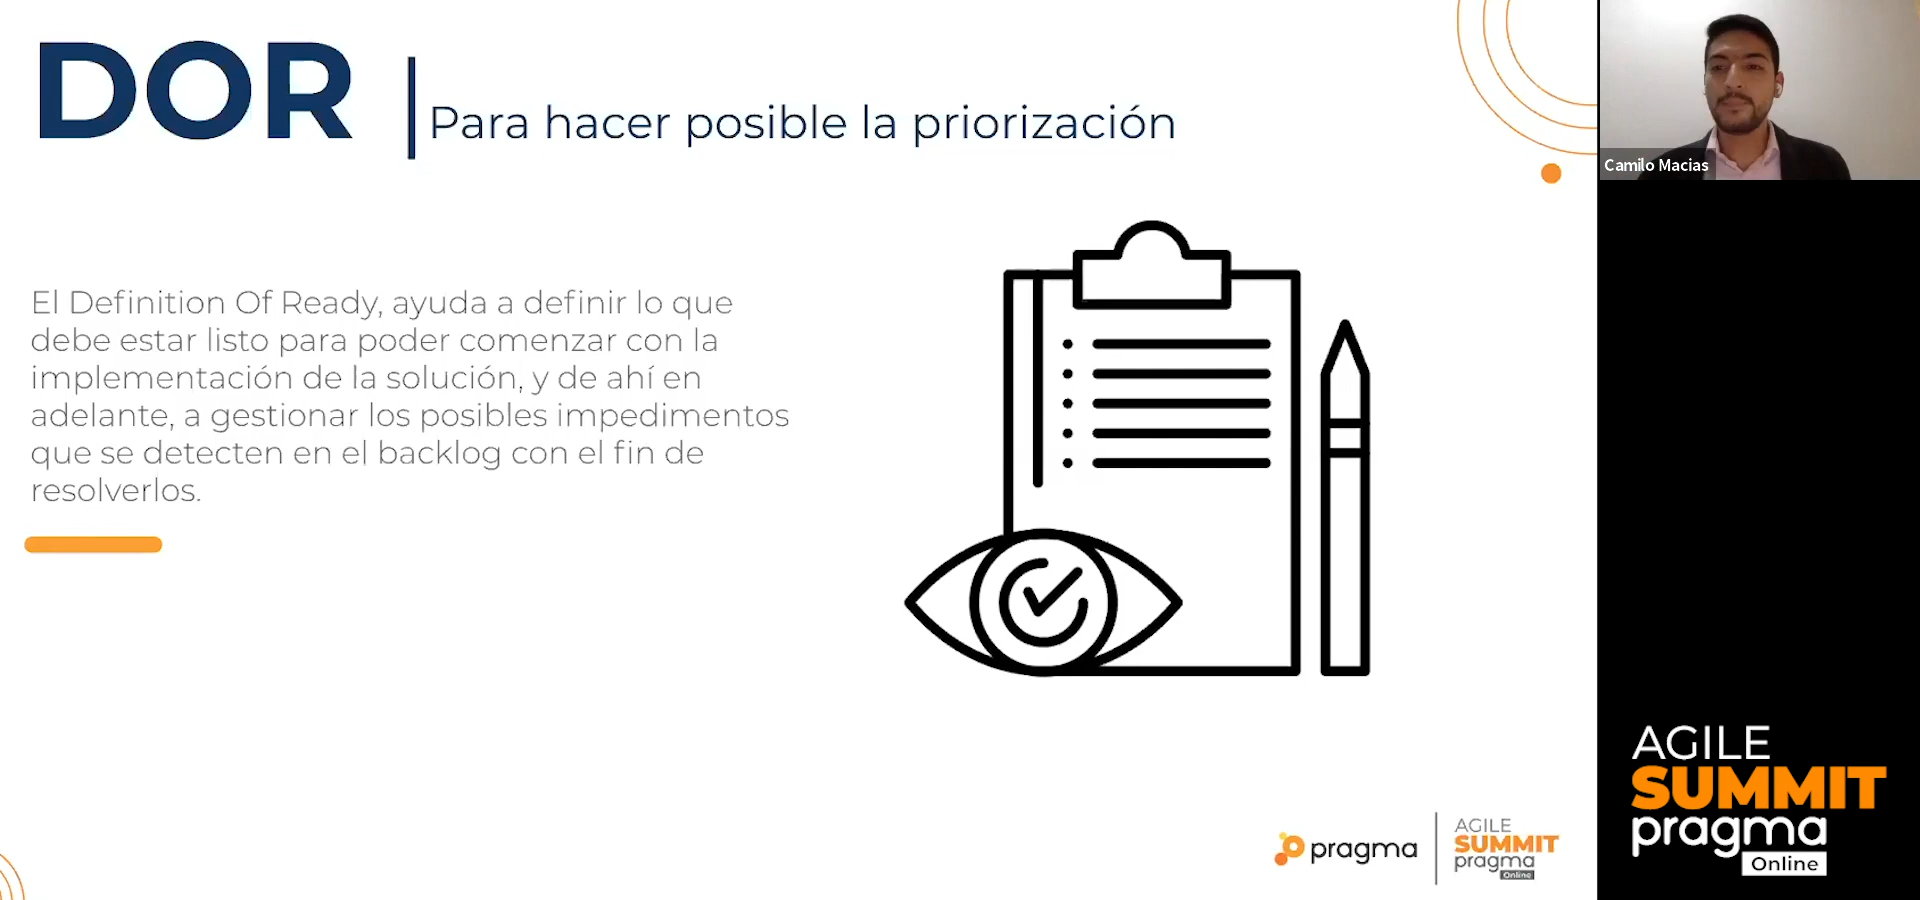 DOR
Para hacer posible la priorización
El Definition Of Ready, ayuda a definir lo que
debe estar listo para poder comenzar con la
implementación de la solución, y de ahí en
adelante, a gestionar los posibles impedimentos
que se detecten en el backlog con el fin de
resolverlos.
pragma
AGILE
SUMMIT
pragma
Online
Camilo Macias
AGILE
SUMMIT
pragma
Online